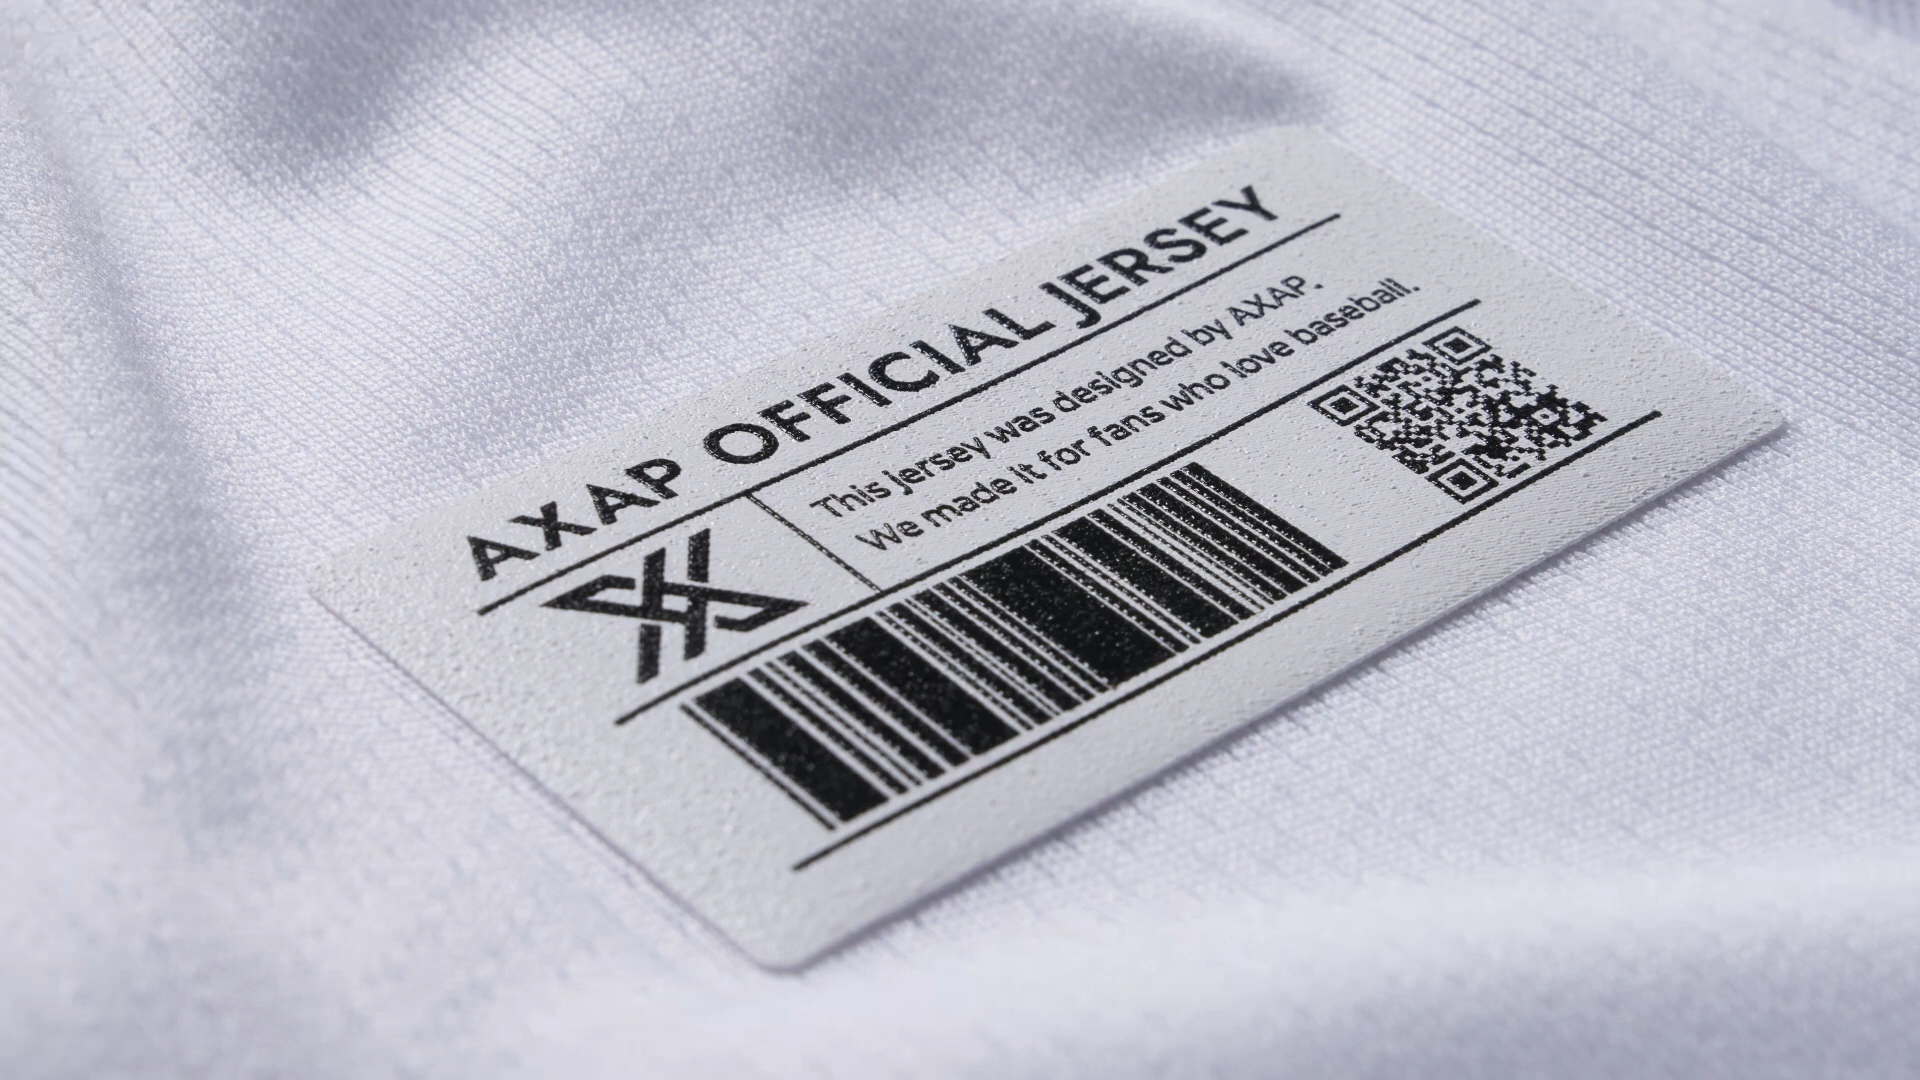 AXAP OFFICIAL JERSEY
This jersey was designed by AXAP.
We made it for fans who love baseball.